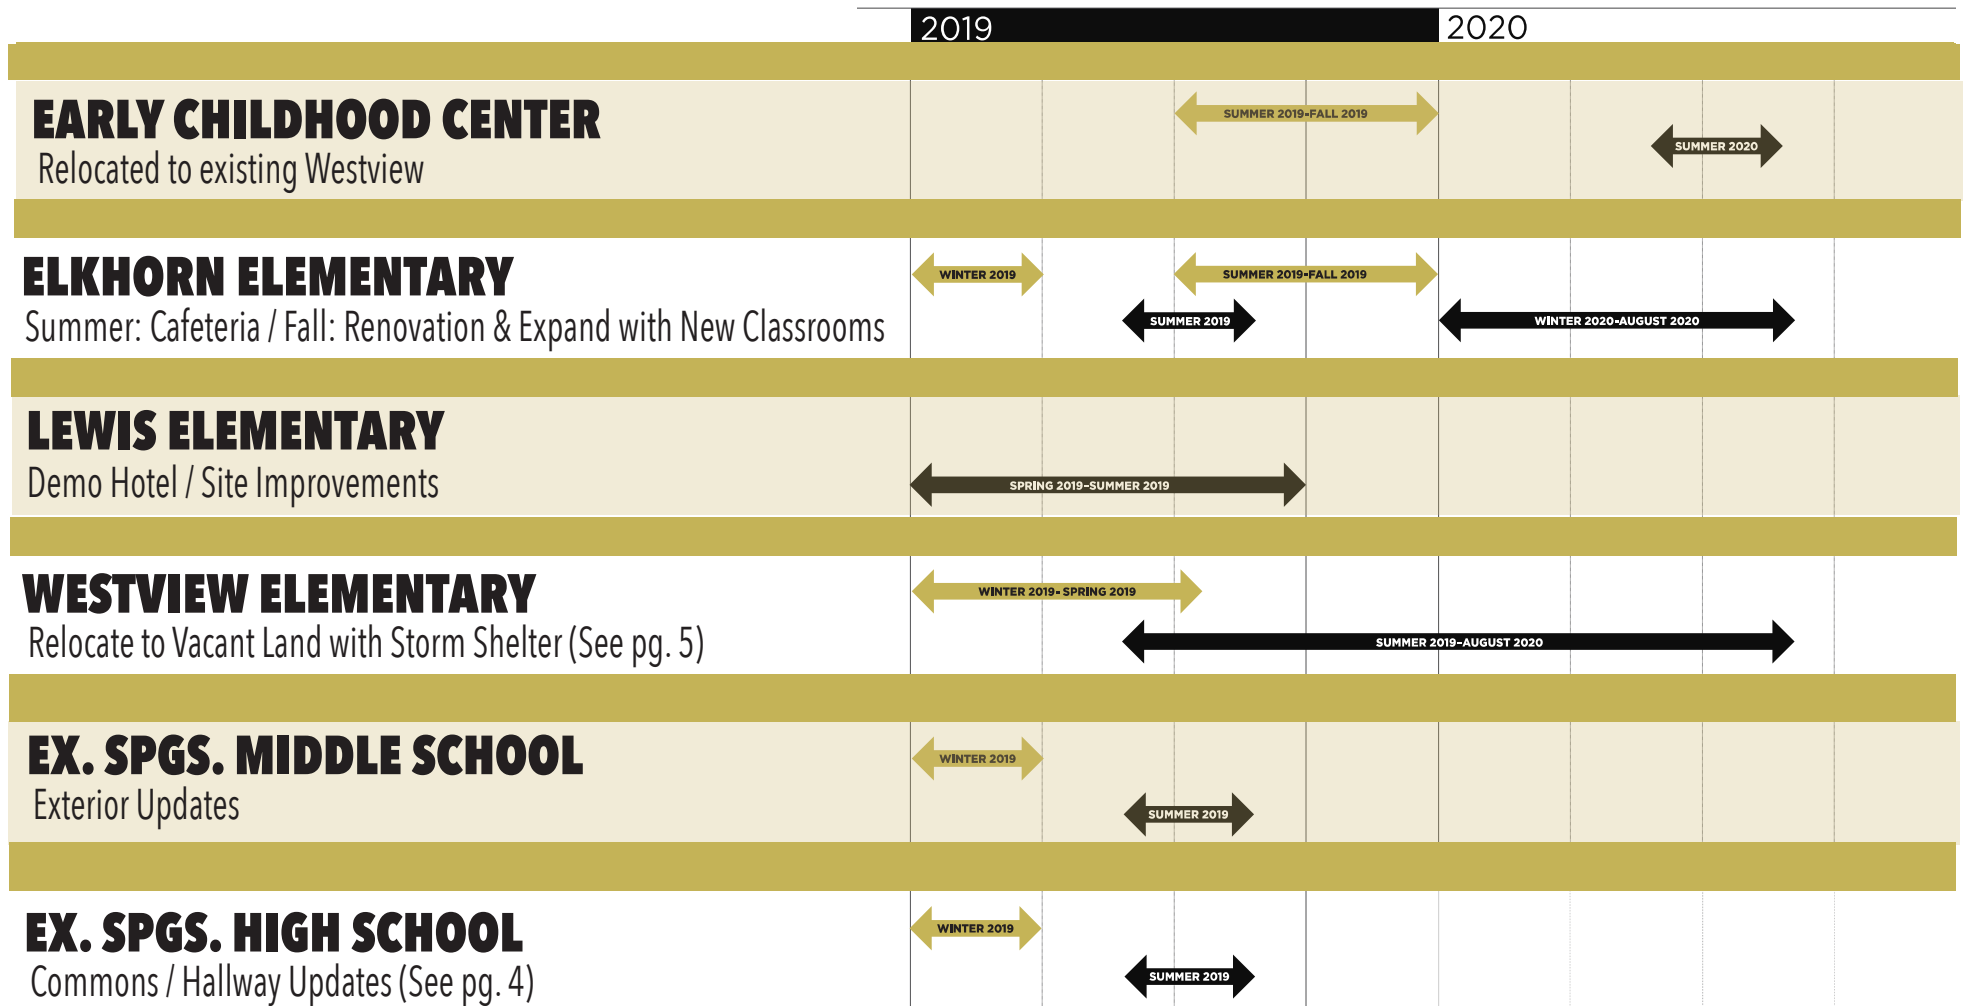 2019 2020
EARLY CHILDHOOD CENTER
Relocated to existing Westview
SUMMER 2019-FALL 2019
SUMMER 2020
ELKHORN ELEMENTARY
Summer: Cafeteria / Fall: Renovation & Expand with New Classrooms
WINTER 2019 SUMMER 2019-FALL 2019
SUMMER 2019 WINTER 2020-AUGUST 2020
LEWIS ELEMENTARY
Demo Hotel / Site Improvements
SPRING 2019-SUMMER 2019
WESTVIEW ELEMENTARY
Relocate to Vacant Land with Storm Shelter (See pg. 5)
WINTER 2019- SPRING 2019
SUMMER 2019-AUGUST 2020
EX. SPGS. MIDDLE SCHOOL
Exterior Updates
WINTER 2019
SUMMER 2019
EX. SPGS. HIGH SCHOOL
Commons / Hallway Updates (See pg. 4)
WINTER 2019
SUMMER 2019